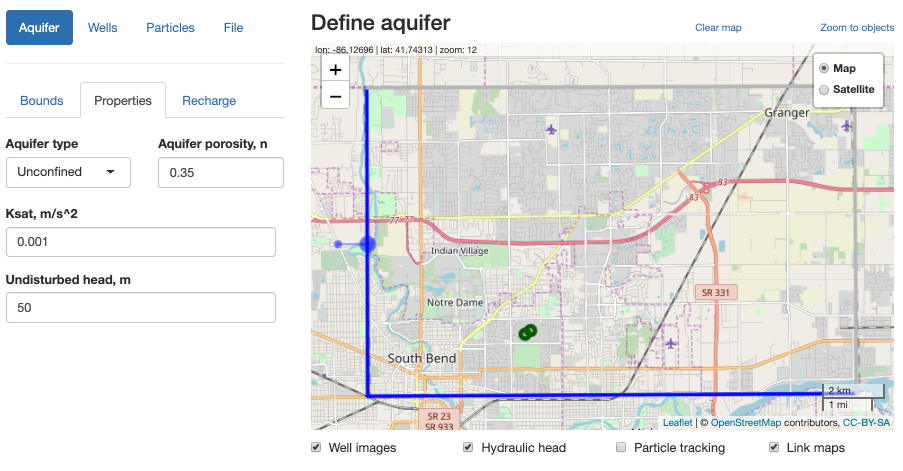 Aquifer Wells Particles File
Define aquifer
Clear map Zoom to objects
lon: -86.12696 | lat: 41.74313 | zoom: 12
+
−
Map
Satellite
Bounds Properties Recharge
Aquifer type Aquifer porosity, n
Unconfined 0.35
Ksat, m/s^2
0.001
Undisturbed head, m
50
Granger
83
83
77 77
Indian Village
SR 331
Notre Dame
South Bend
SR 23
SR 933
2 km
1 mi
Leaflet | © OpenStreetMap contributors, CC-BY-SA
Well images Hydraulic head Particle tracking Link maps